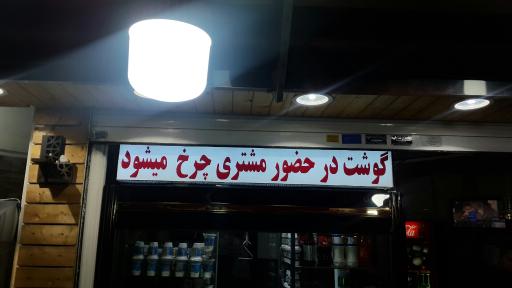 گوشت در حضور مشتری چرخ میشود